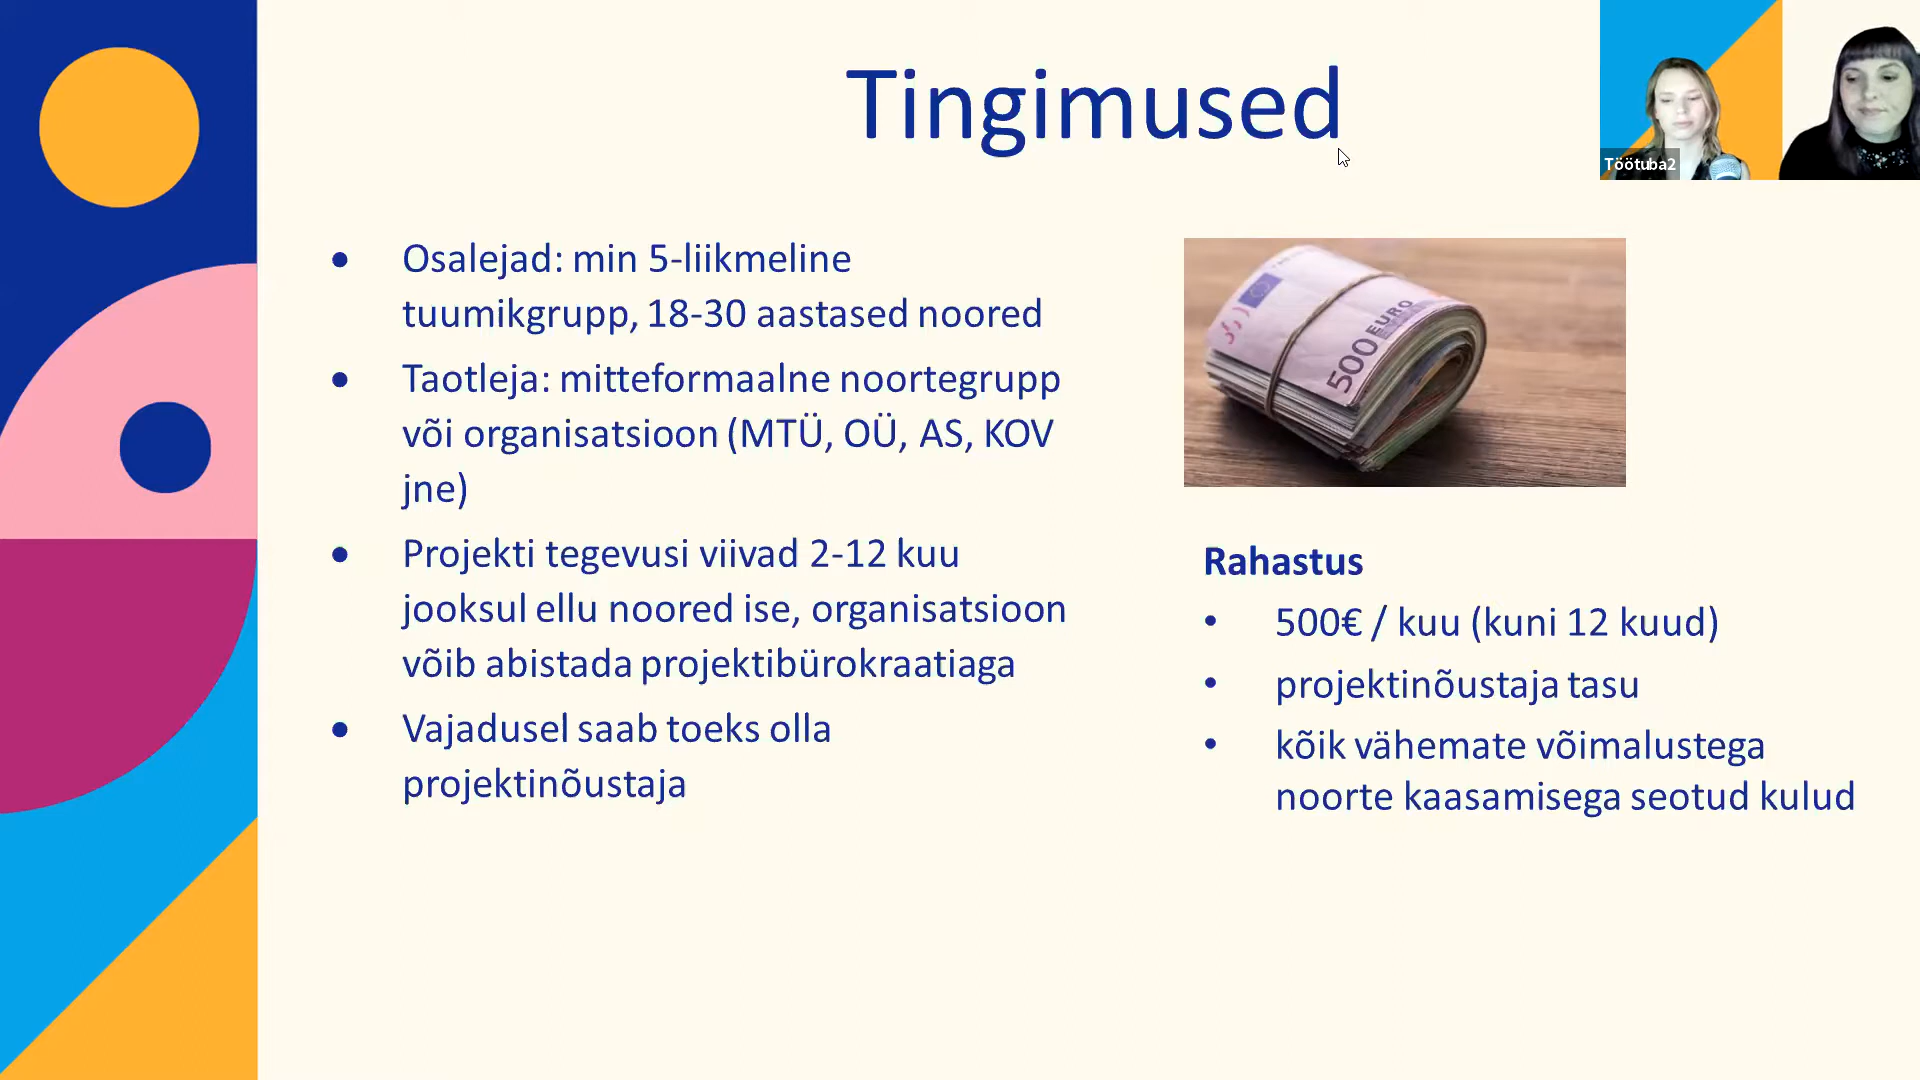 Tingimused
Töötuba2
Osalejad: min 5-liikmeline
tuumikgrupp, 18-30 aastased noored
Taotleja: mitteformaalne noortegrupp
või organisatsioon (MTÜ, OÜ, AS, KOV
jne)
Projekti tegevusi viivad 2-12 kuu
jooksul ellu noored ise, organisatsioon
võib abistada projektibürokraatiaga
Vajadusel saab toeks olla
projektinõustaja
500 EURO
Rahastus
500€ / kuu (kuni 12 kuud)
projektinõustaja tasu
kõik vähemate võimalustega
noorte kaasamisega seotud kulud